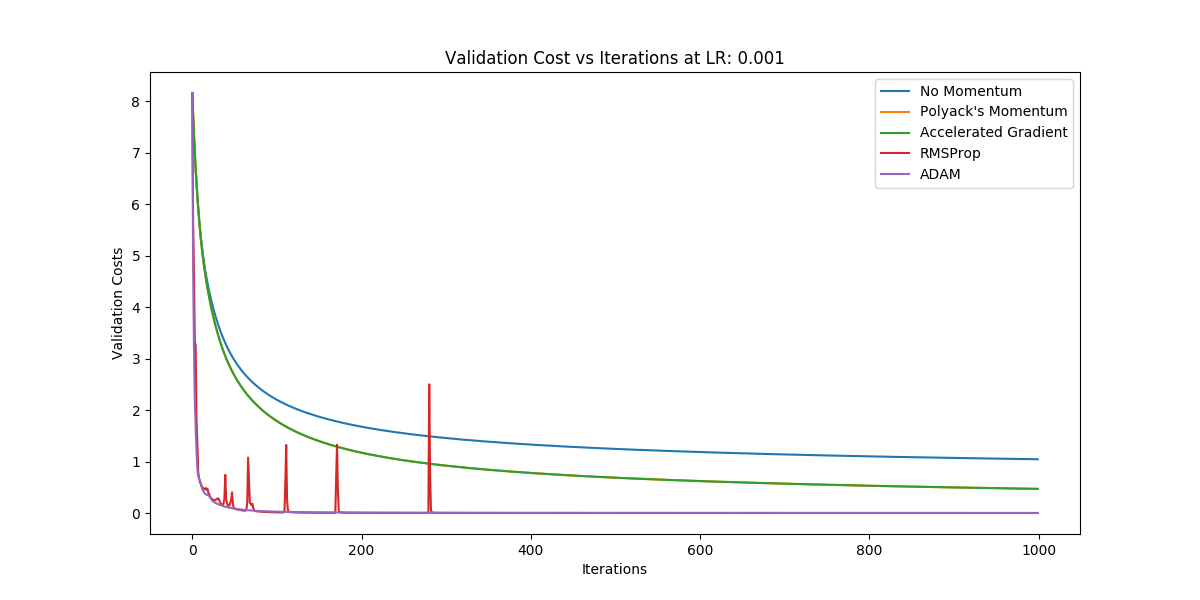 Validation Cost vs Iterations at LR: 0.001
No Momentum
Polyack's Momentum
Accelerated Gradient
RMSProp
ADAM
Validation Costs
8
7
6
5
4
3
2
1
0
0 200 400 600 800 1000
Iterations